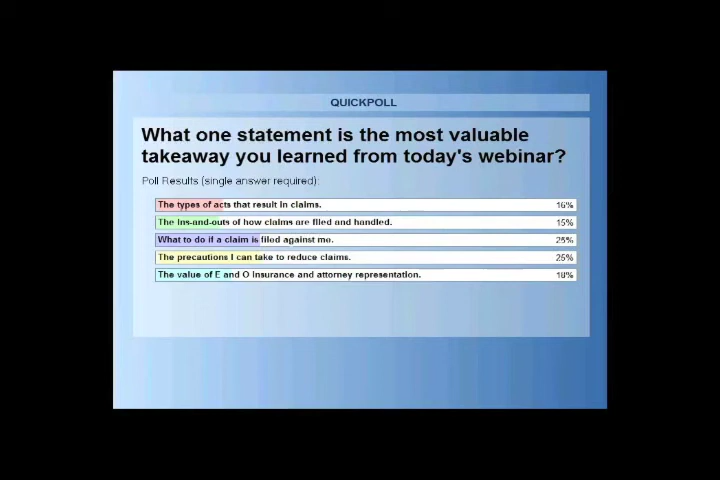 QUICKPOLL
What one statement is the most valuable
takeaway you learned from today's webinar?
Poll Results (single answer required):
The types of acts that result in claims. 16%
The ins-and-outs of how claims are filed and handled. 15%
What to do if a claim is filed against me. 25%
The precautions I can take to reduce claims. 25%
The value of E and O Insurance and attorney representation. 18%